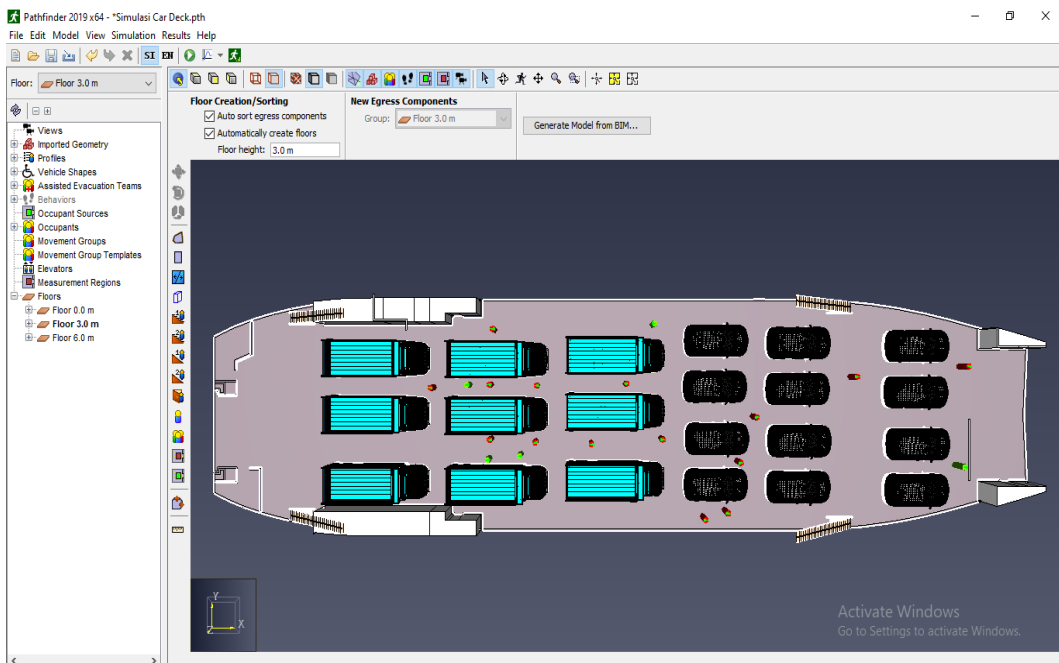 Pathfinder 2019 x64 - *Simulasi Car Deck.pth
File Edit Model View Simulation Results Help
SI EN
Floor: Floor 3.0 m
Floor Creation/Sorting
Auto sort egress components
Automatically create floors
Floor height: 3.0 m
New Egress Components
Group: Floor 3.0 m
Generate Model from BIM...
Views
Imported Geometry
Profiles
Vehicle Shapes
Assisted Evacuation Teams
Behaviors
Occupant Sources
Occupants
Movement Groups
Movement Group Templates
Elevators
Measurement Regions
Floors
Floor 0.0 m
Floor 3.0 m
Floor 6.0 m
Y
X
Z
Activate Windows
Go to Settings to activate Windows.